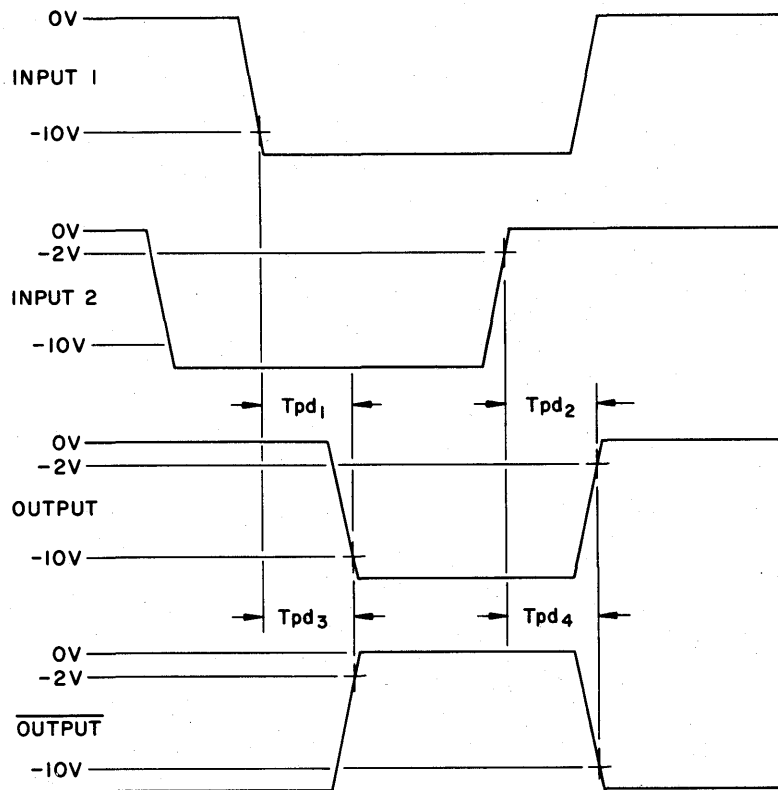 0V
INPUT 1
-10V
0V
-2V
INPUT 2
-10V
Tpd1
Tpd2
0V
-2V
OUTPUT
-10V
Tpd3
Tpd4
0V
-2V
OUTPUT
-10V